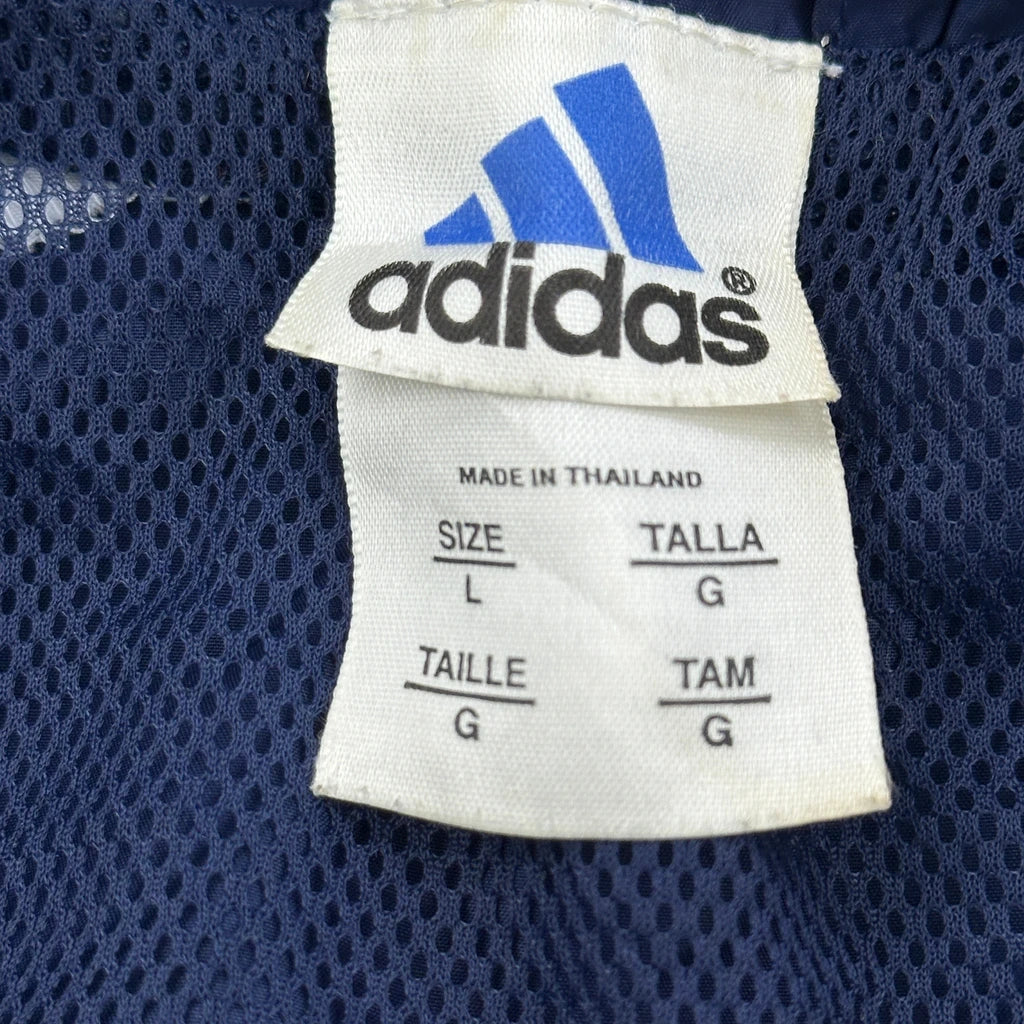 adidas®
MADE IN THAILAND
SIZE TALLA
L G
TAILLE TAM
G G